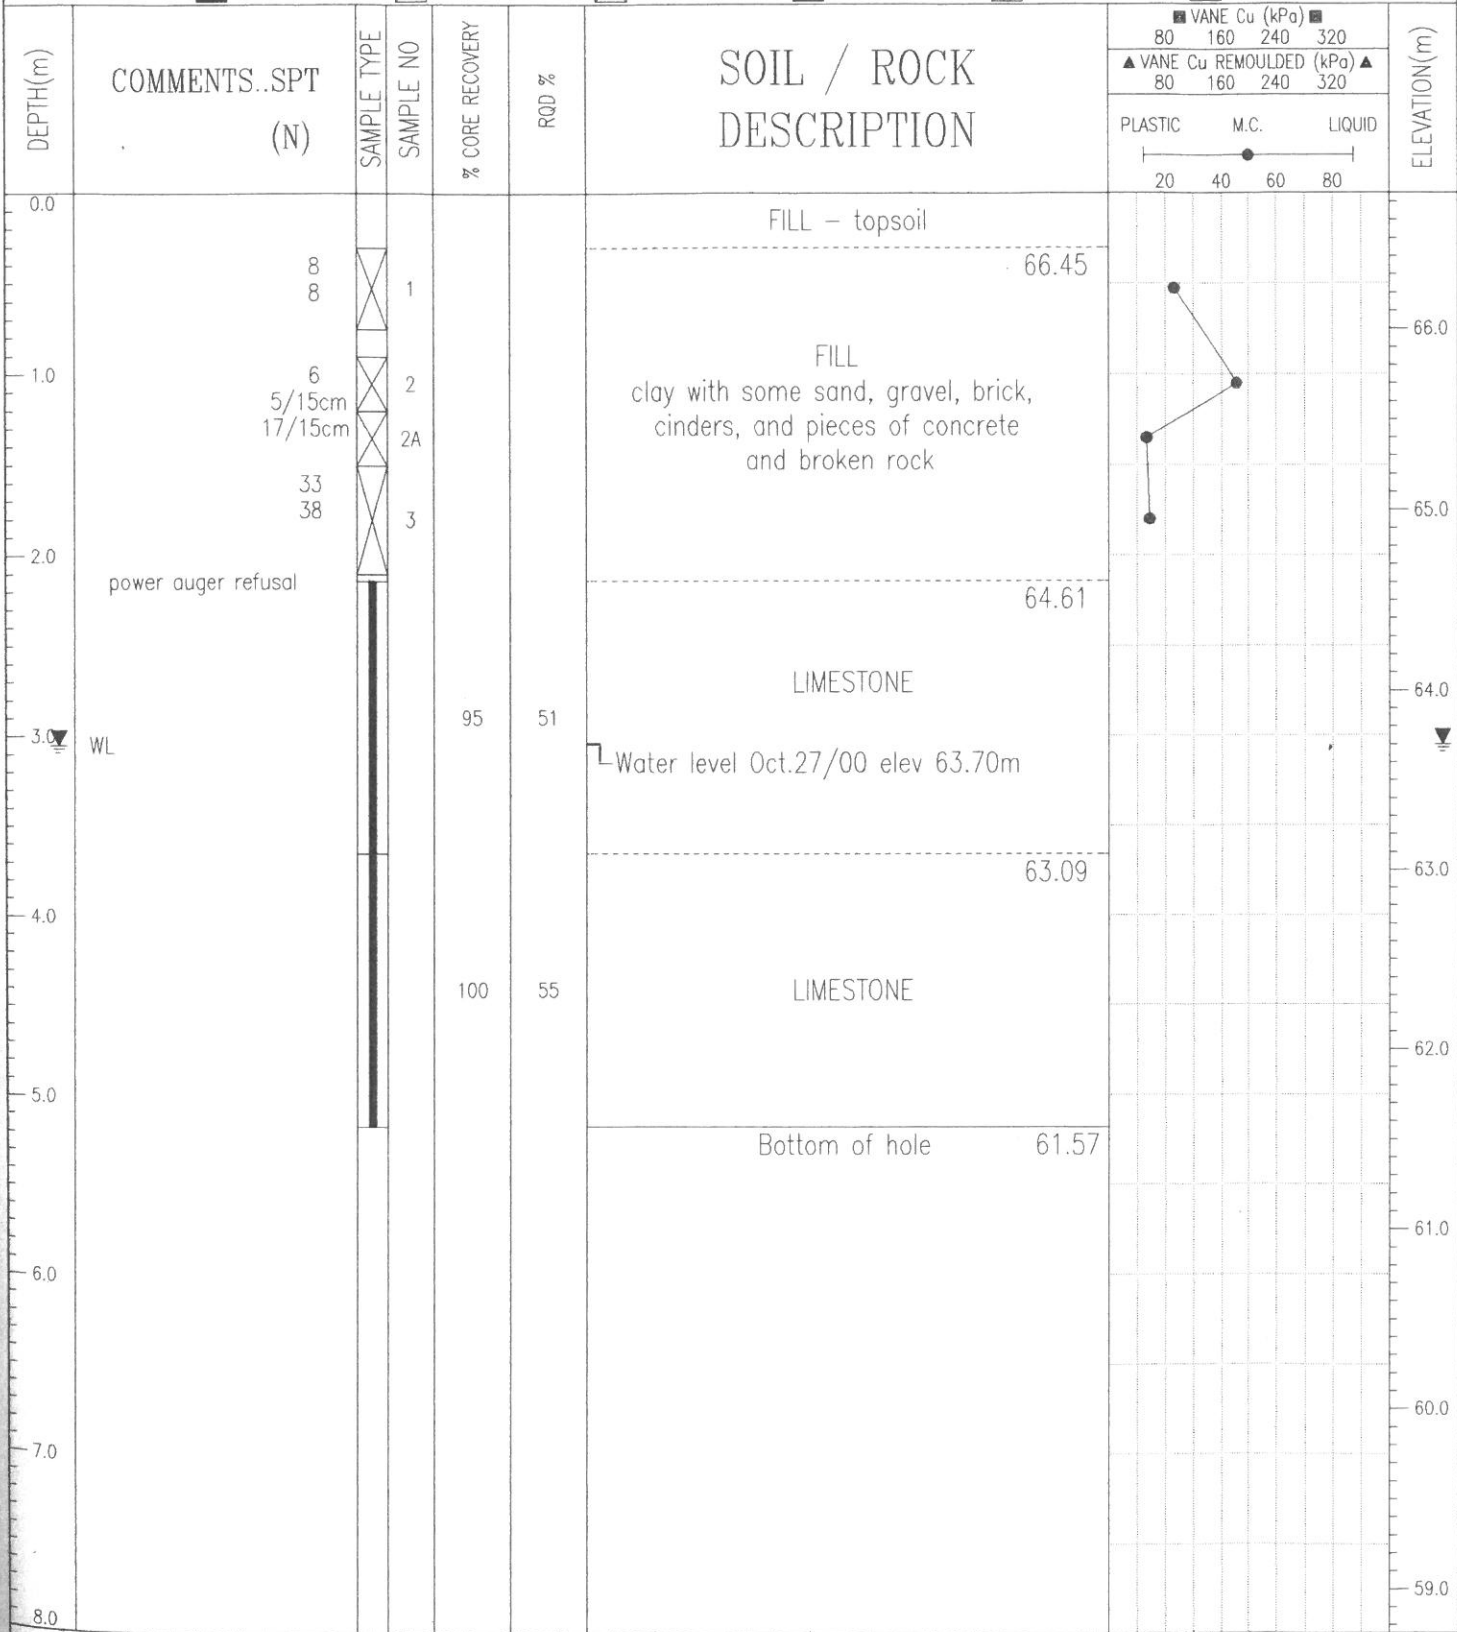 DEPTH(m)
COMMENTS..SPT
(N)
SAMPLE TYPE
SAMPLE NO
% CORE RECOVERY
RQD %
SOIL / ROCK
DESCRIPTION
■ VANE Cu (kPa) ■
80 160 240 320
▲ VANE Cu REMOULDED (kPa) ▲
80 160 240 320
PLASTIC M.C. LIQUID
20 40 60 80
ELEVATION(m)
0.0
FILL - topsoil
66.45
8
8
1
66.0
FILL
1.0
6
2
clay with some sand, gravel, brick,
5/15cm
17/15cm
2A
cinders, and pieces of concrete
and broken rock
33
38
3
65.0
2.0
power auger refusal
64.61
LIMESTONE
64.0
95
51
3.0
WL
Water level Oct.27/00 elev 63.70m
63.09
63.0
4.0
100
55
LIMESTONE
62.0
5.0
Bottom of hole 61.57
61.0
6.0
60.0
7.0
59.0
8.0